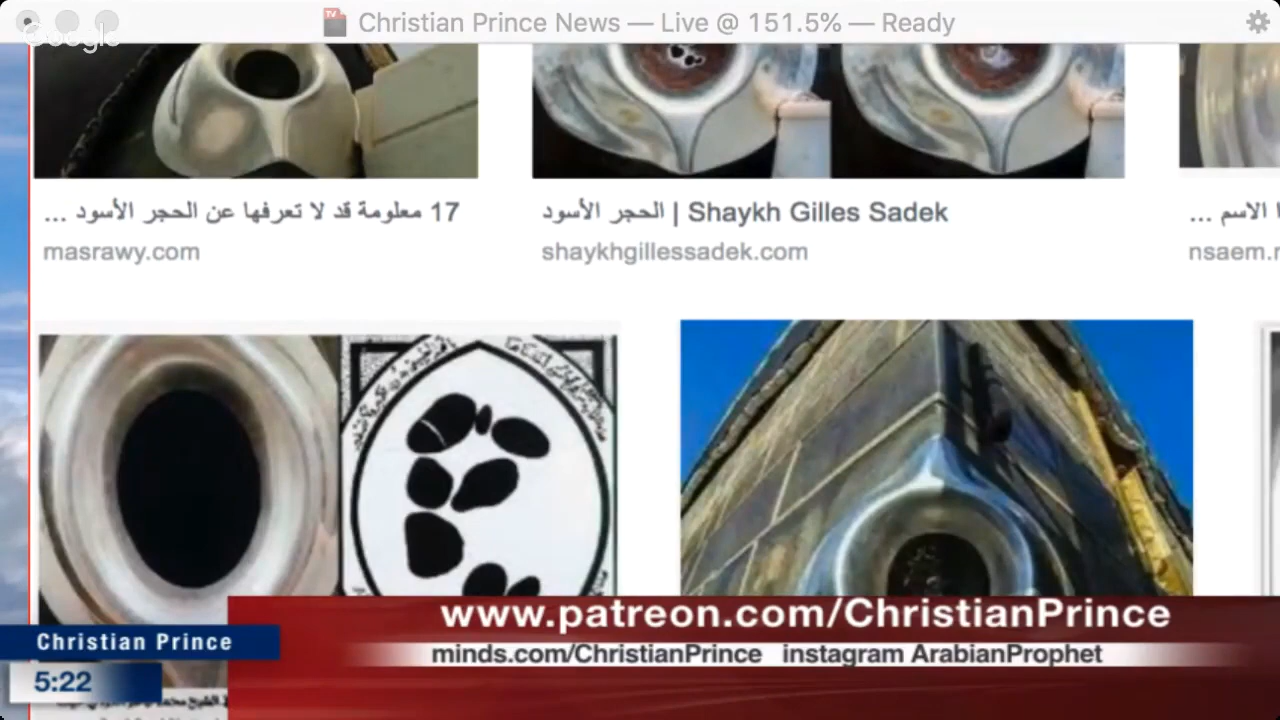 Christian Prince News — Live @ 151.5% — Ready
Google
17 معلومة قد لا تعرفها عن الحجر الأسود ...
الحجر الأسود | Shaykh Gilles Sadek
ا الاسم ...
masrawy.com
shaykhgillessadek.com
nsaem.r
www.patreon.com/ChristianPrince
Christian Prince
minds.com/ChristianPrince instagram ArabianProphet
5:22